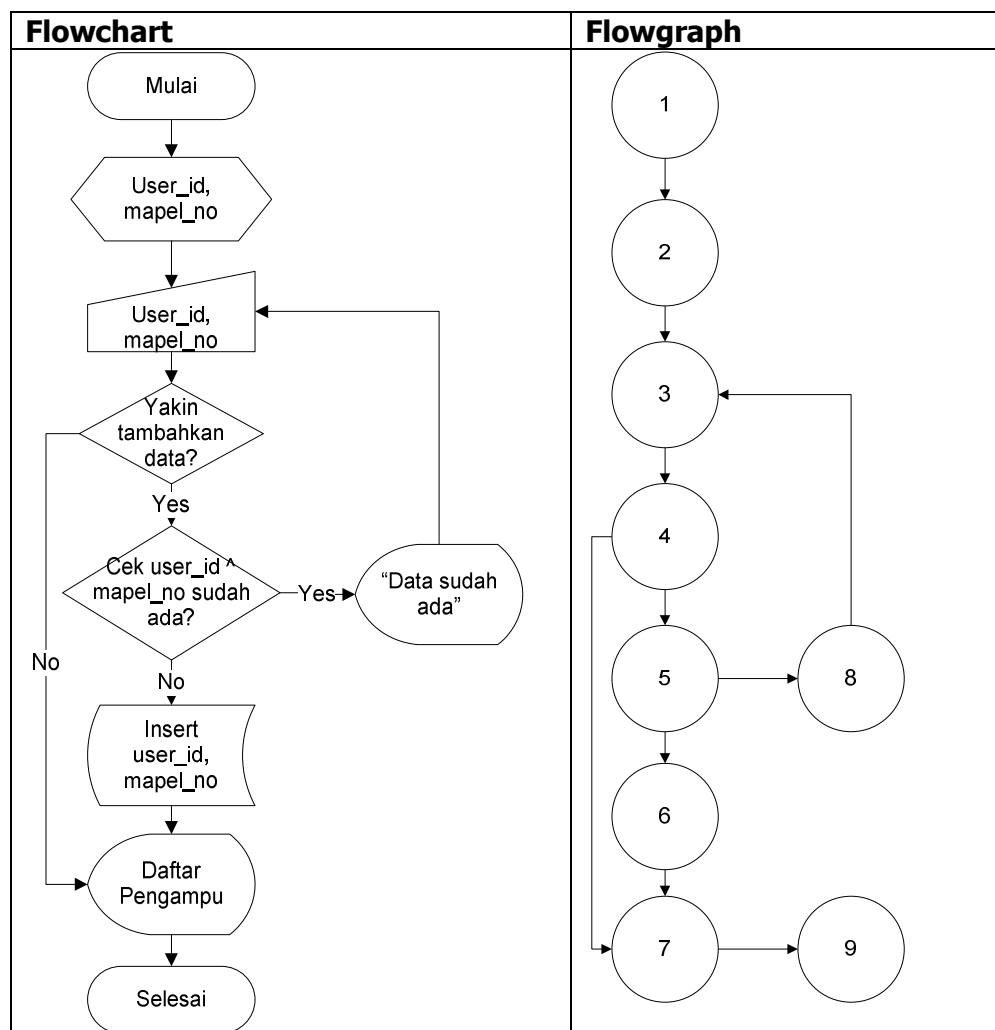 Flowchart
Mulai
User_id,
mapel_no
User_id,
mapel_no
Yakin
tambahkan
data?
Yes
Cek user_id ^
mapel_no sudah
ada?
Yes
“Data sudah
ada”
No
No
Insert
user_id,
mapel_no
Daftar
Pengampu
Selesai
Flowgraph
1
2
3
4
5
8
6
7
9